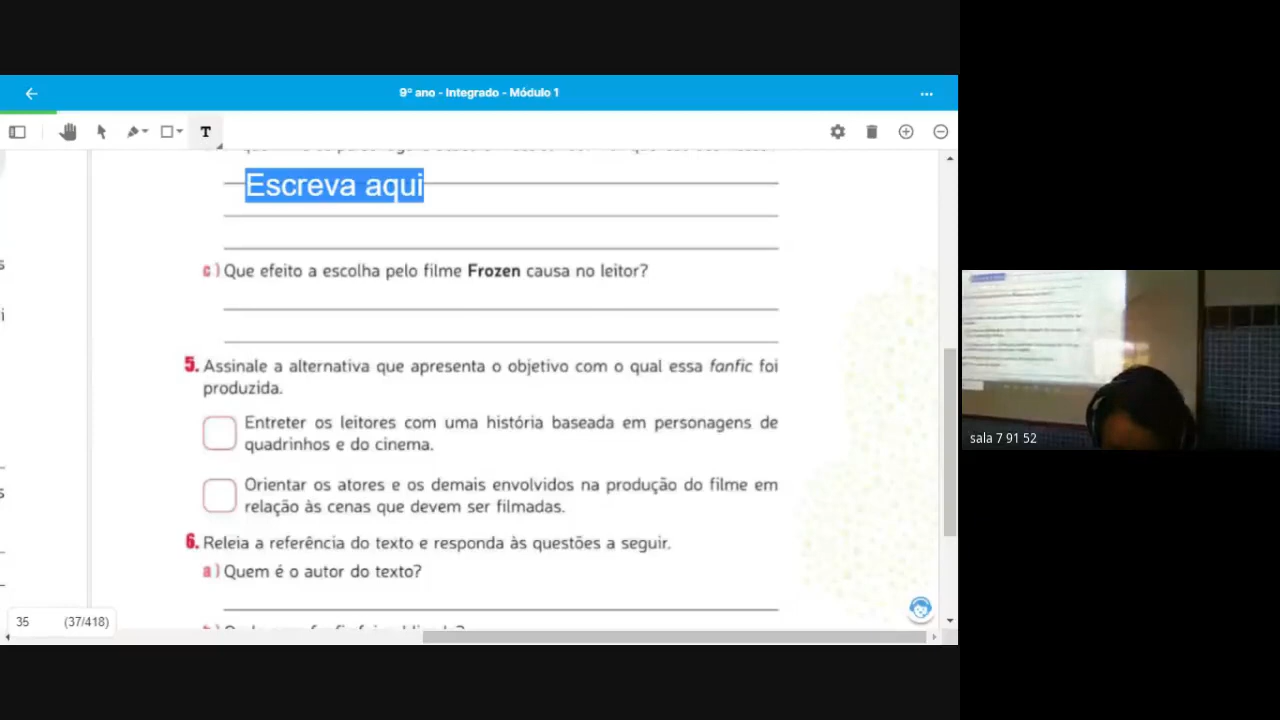 9º ano - Integrado - Módulo 1
T
Escreva aqui
c) Que efeito a escolha pelo filme Frozen causa no leitor?
5. Assinale a alternativa que apresenta o objetivo com o qual essa fanfic foi
produzida.
Entreter os leitores com uma história baseada em personagens de
quadrinhos e do cinema.
Orientar os atores e os demais envolvidos na produção do filme em
relação às cenas que devem ser filmadas.
6. Releia a referência do texto e responda às questões a seguir.
a) Quem é o autor do texto?
35 (37/418)
sala 7 91 52